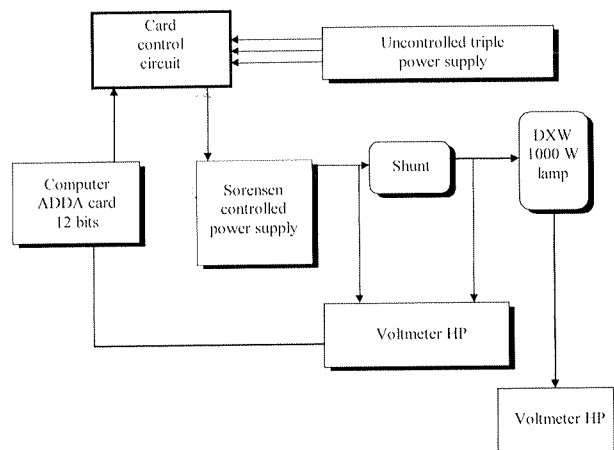 Card
control
circuit
Uncontrolled triple
power supply
DXW
1000 W
lamp
Shunt
Computer
ADDA card
12 bits
Sorensen
controlled
power supply
Voltmeter HP
Voltmeter HP